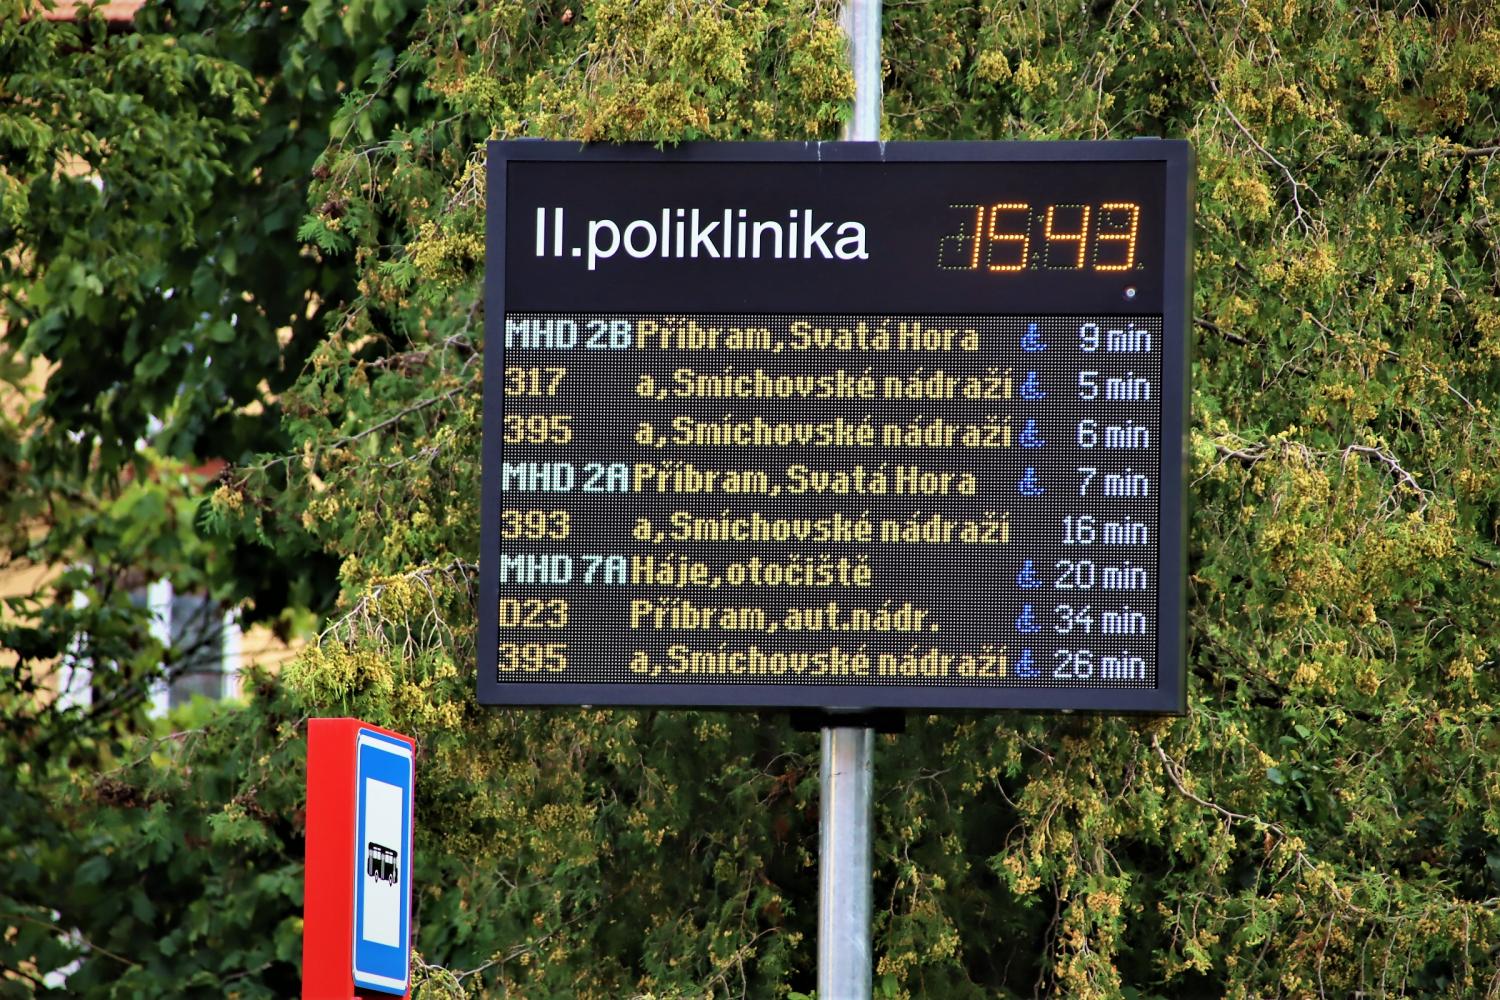 II.poliklinika 15:43
MHD 2B Příbram,Svatá Hora 9 min
317 a,Smíchovské nádraží 5 min
395 a,Smíchovské nádraží 6 min
MHD 2A Příbram,Svatá Hora 7 min
393 a,Smíchovské nádraží 16 min
MHD 7A Háje,otočiště 20 min
D23 Příbram,aut.nádr. 34 min
395 a,Smíchovské nádraží 26 min